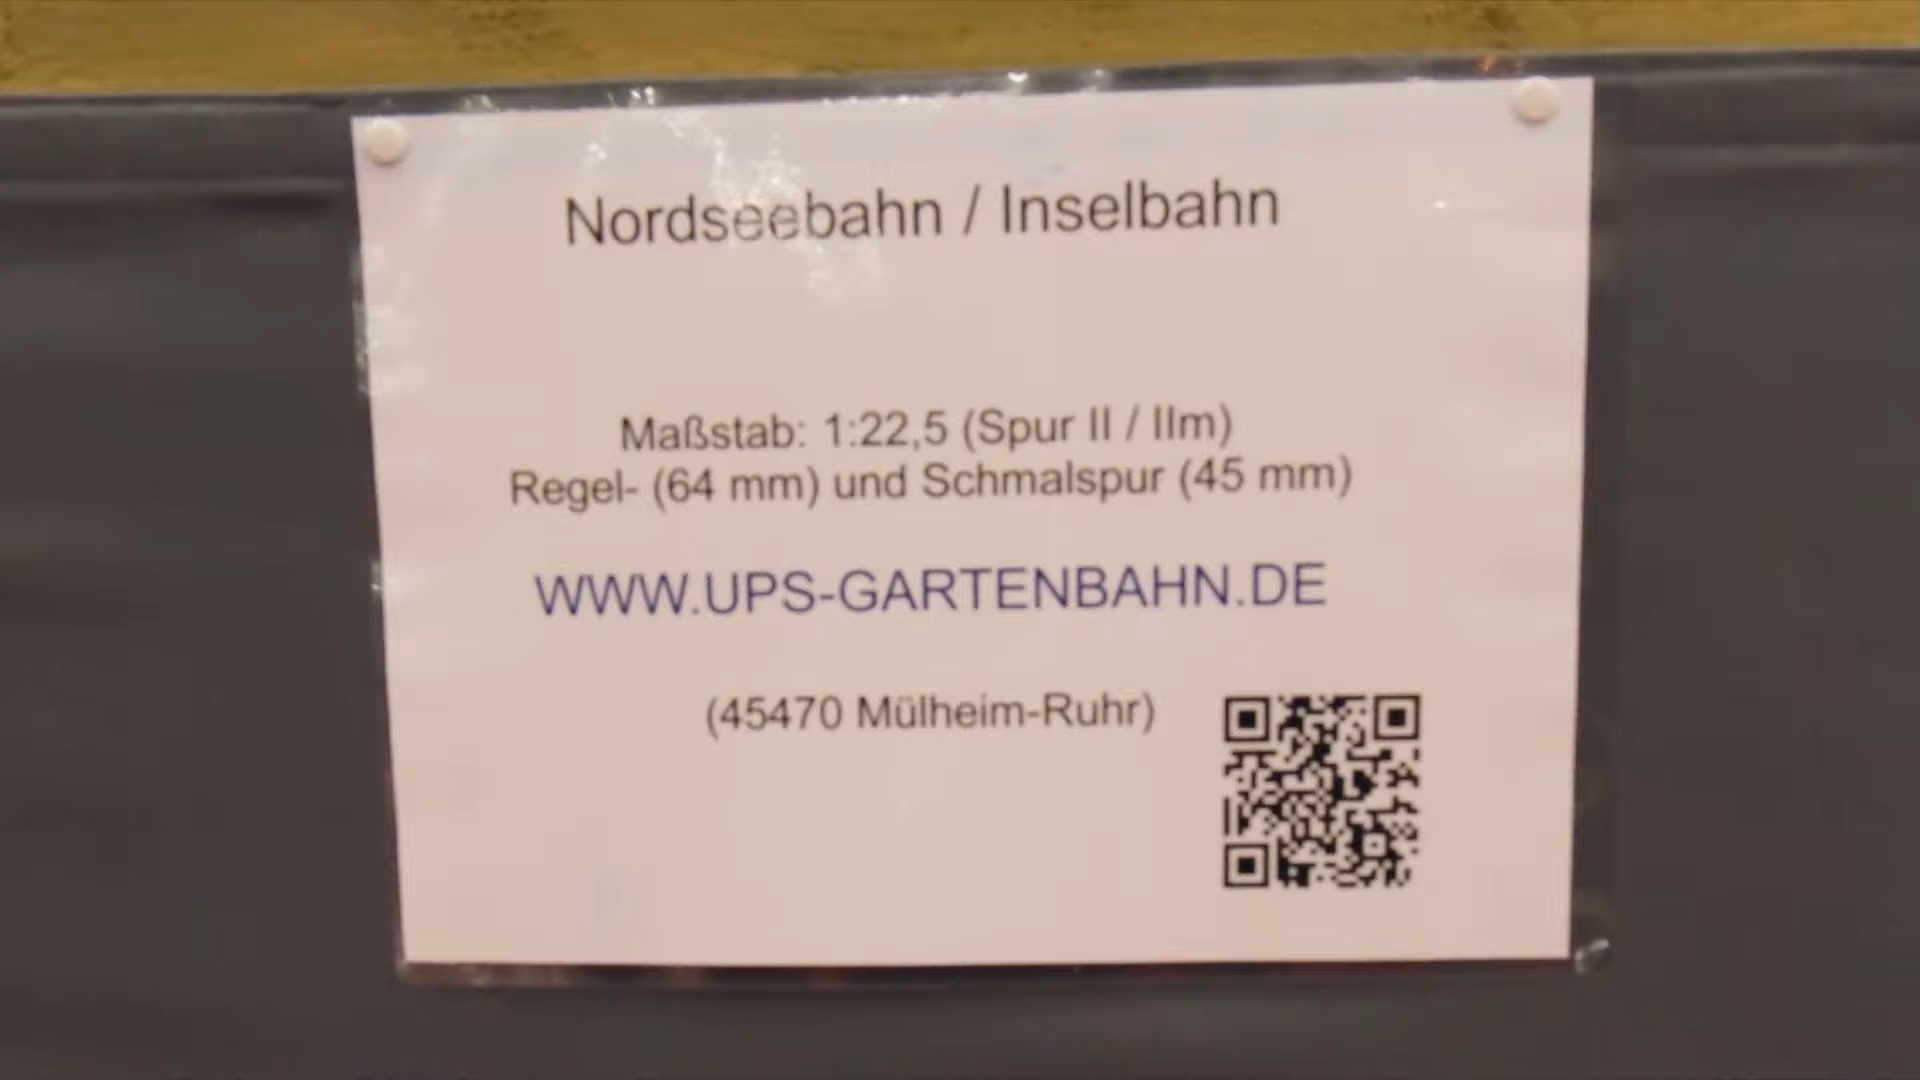 Nordseebahn / Inselbahn
Maßstab: 1:22,5 (Spur II / IIm)
Regel- (64 mm) und Schmalspur (45 mm)
WWW.UPS-GARTENBAHN.DE
(45470 Mülheim-Ruhr)